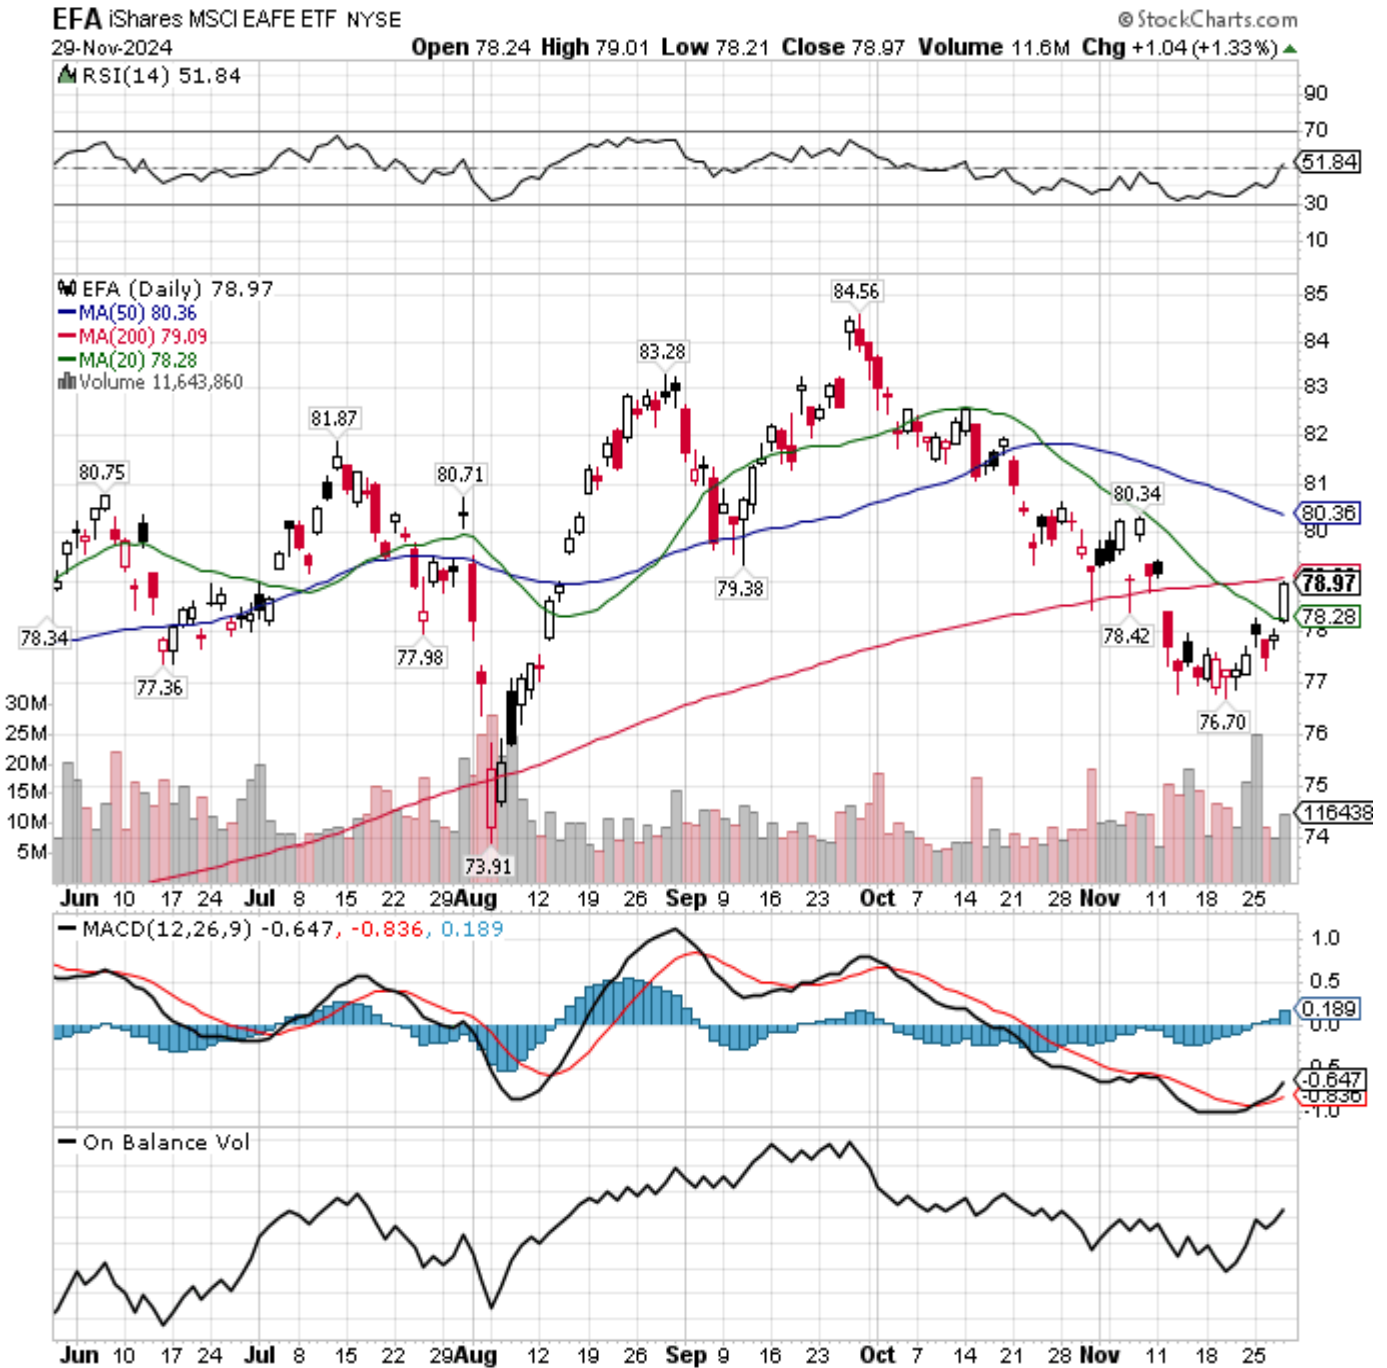 EFA iShares MSCI EAFE ETF NYSE © StockCharts.com
29-Nov-2024 Open 78.24 High 79.01 Low 78.21 Close 78.97 Volume 11.6M Chg +1.04 (+1.33%) ▲
RSI(14) 51.84
90
70
51.84
30
10
EFA (Daily) 78.97
MA(50) 80.36
MA(200) 79.09
MA(20) 78.28
Volume 11,643,860
85
84.56
84
83.28
83
81.87
82
80.75
80.71
81
80.34
80.36
80
79.38
78.97
78.34
78.42
78.28
78
77.98
77.36
77
76.70
76
75
74
73.91
30M
25M
20M
15M
10M
5M
116438
Jun 10 17 24 Jul 8 15 22 29 Aug 12 19 26 Sep 9 16 23 Oct 7 14 21 28 Nov 11 18 25
MACD(12,26,9) -0.647, -0.836, 0.189
1.0
0.5
0.189
0.0
-0.647
-0.836
-1.0
On Balance Vol
Jun 10 17 24 Jul 8 15 22 29 Aug 12 19 26 Sep 9 16 23 Oct 7 14 21 28 Nov 11 18 25